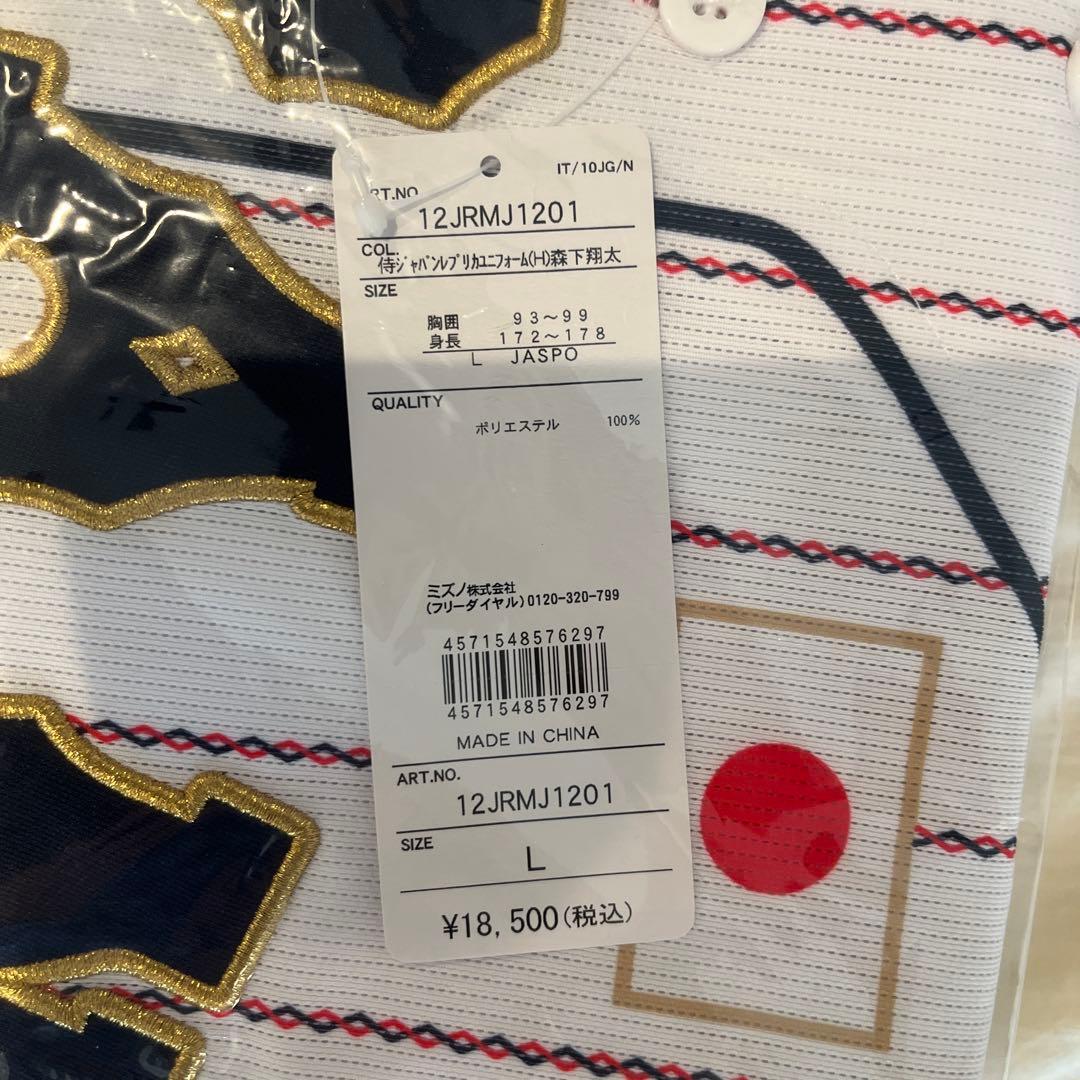 IT/10JG/N
ART.NO.
12JRMJ1201
COL.
侍ｼﾞｬﾊﾟﾝﾚﾌﾟﾘｶﾕﾆﾌｫｰﾑ(H)森下翔太
SIZE
胸囲 93～99
身長 172～178
L JASPO
QUALITY
ポリエステル 100%
ミズノ株式会社
(フリーダイヤル)0120-320-799
4571548576297
4571548576297
MADE IN CHINA
ART.NO.
12JRMJ1201
SIZE
L
¥18,500(税込)